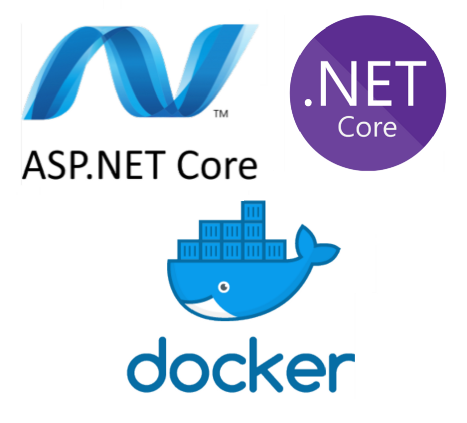 TM
ASP.NET Core
.NET
Core
docker